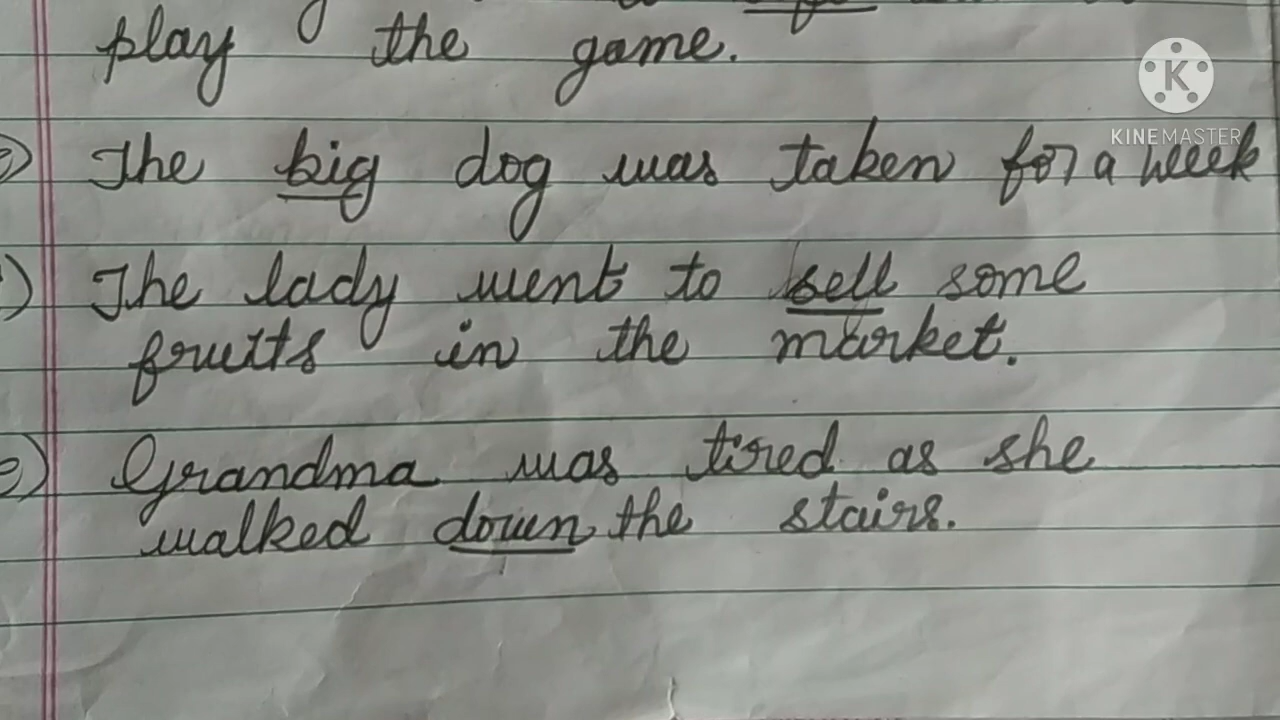 play the game.
The big dog was taken for a week
The lady went to sell some
fruits in the market.
Grandma was tired as she
walked down the stairs.
K
KINEMASTER